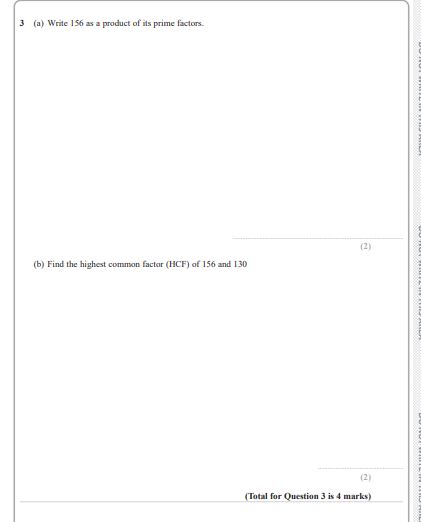 3 (a) Write 156 as a product of its prime factors.
(2)
(b) Find the highest common factor (HCF) of 156 and 130
(2)
(Total for Question 3 is 4 marks)